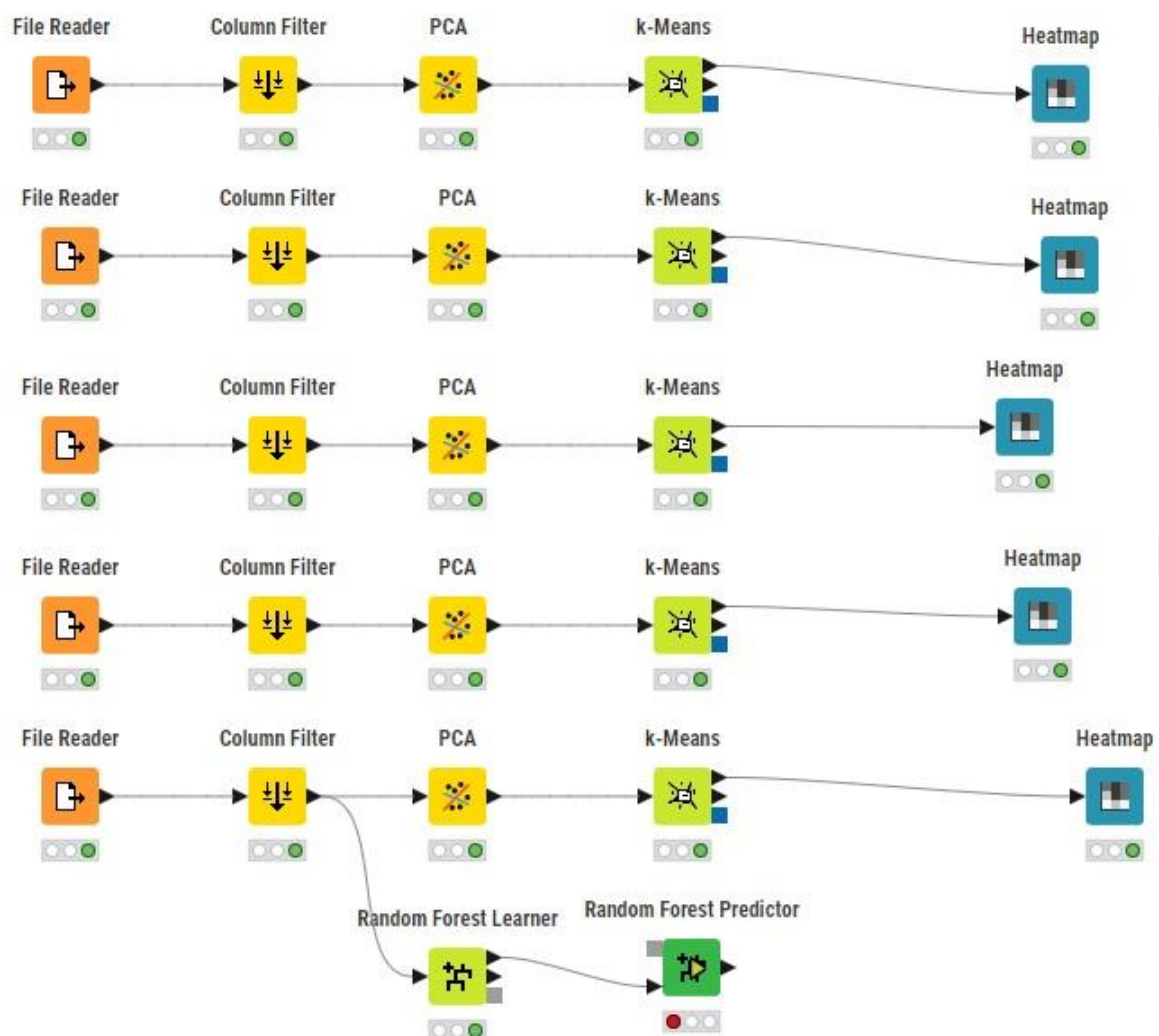 File Reader
Column Filter
PCA
k-Means
Heatmap
File Reader
Column Filter
PCA
k-Means
Heatmap
File Reader
Column Filter
PCA
k-Means
Heatmap
File Reader
Column Filter
PCA
k-Means
Heatmap
File Reader
Column Filter
PCA
k-Means
Heatmap
Random Forest Learner
Random Forest Predictor